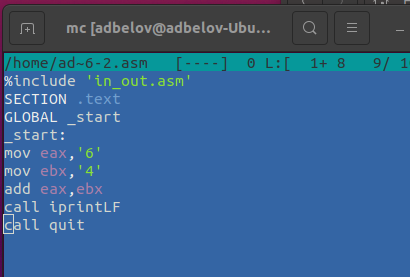 mc [adbelov@adbelov-Ubu...
/home/ad~6-2.asm   [----]  0 L:[  1+ 8   9/ 1
%include 'in_out.asm'
SECTION .text
GLOBAL _start
_start:
mov eax,'6'
mov ebx,'4'
add eax,ebx
call iprintLF
call quit